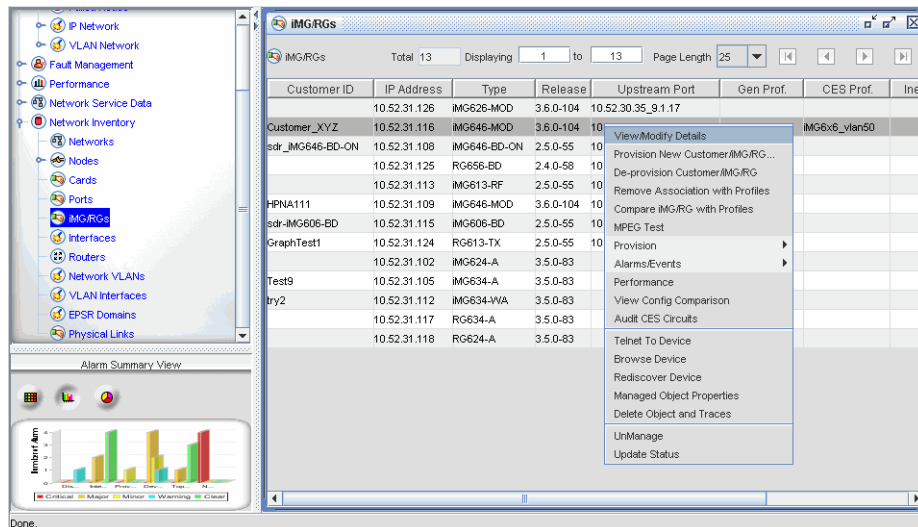 IP Network
VLAN Network
Fault Management
Performance
Network Service Data
Network Inventory
Networks
Nodes
Cards
Ports
iMG/RGs
Interfaces
Routers
Network VLANs
VLAN Interfaces
EPSR Domains
Physical Links
Alarm Summary View
Critical Major Minor Warning Clear
Done.
iMG/RGs
iMG/RGs Total 13 Displaying 1 to 13 Page Length 25
Customer ID IP Address Type Release Upstream Port Gen Prof. CES Prof.
10.52.31.126 iMG626-MOD 3.6.0-104 10.52.30.35_9.1.17
Customer_XYZ 10.52.31.116 iMG646-MOD 3.6.0-104 10 iMG6x6_vlan50
sdr_iMG646-BD-ON 10.52.31.108 iMG646-BD-ON 2.5.0-55 10
10.52.31.125 RG656-BD 2.4.0-58 10
10.52.31.113 iMG613-RF 2.5.0-55 10
HPNA111 10.52.31.109 iMG646-MOD 3.6.0-104 10
sdr-iMG606-BD 10.52.31.115 iMG606-BD 2.5.0-55 10
GraphTest1 10.52.31.124 RG613-TX 2.5.0-55 10
10.52.31.102 iMG624-A 3.5.0-83
Test9 10.52.31.105 iMG634-A 3.5.0-83
try2 10.52.31.112 iMG634-WA 3.5.0-83
10.52.31.117 RG634-A 3.5.0-83
10.52.31.118 RG624-A 3.5.0-83
View/Modify Details
Provision New Customer/iMG/RG...
De-provision Customer/iMG/RG
Remove Association with Profiles
Compare iMG/RG with Profiles
MPEG Test
Provision
Alarms/Events
Performance
View Config Comparison
Audit CES Circuits
Telnet To Device
Browse Device
Rediscover Device
Managed Object Properties
Delete Object and Traces
UnManage
Update Status